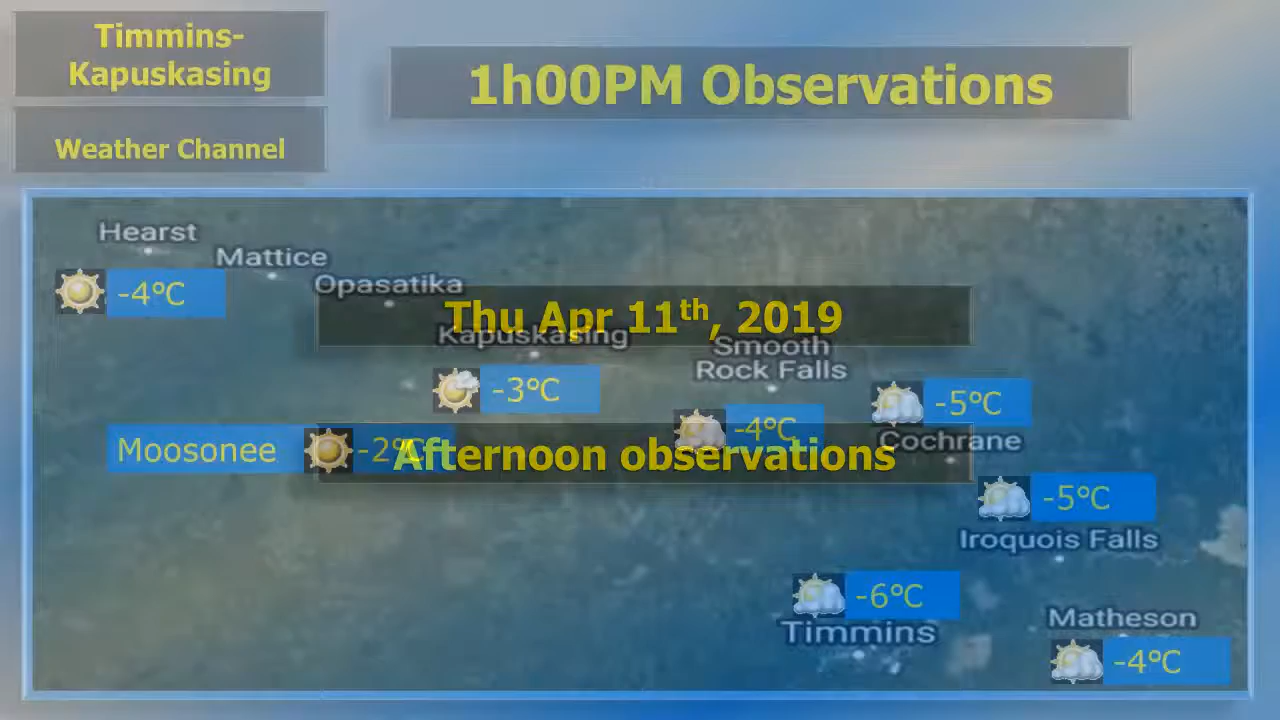 Timmins-
Kapuskasing
Weather Channel
1h00PM Observations
Hearst
Mattice
Opasatika
-4°C
Thu Apr 11th, 2019
Kapuskasing
Smooth
Rock Falls
-3°C
-5°C
-4°C
Cochrane
Moosonee -2°C
Afternoon observations
-5°C
Iroquois Falls
-6°C
Timmins
Matheson
-4°C